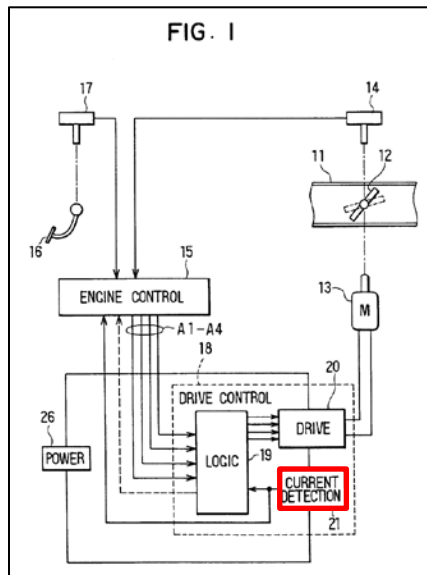 FIG. 1
17
14
11
12
16
15
13
ENGINE CONTROL
M
A1-A4
18
20
DRIVE CONTROL
26
POWER
LOGIC
19
DRIVE
CURRENT
DETECTION
21